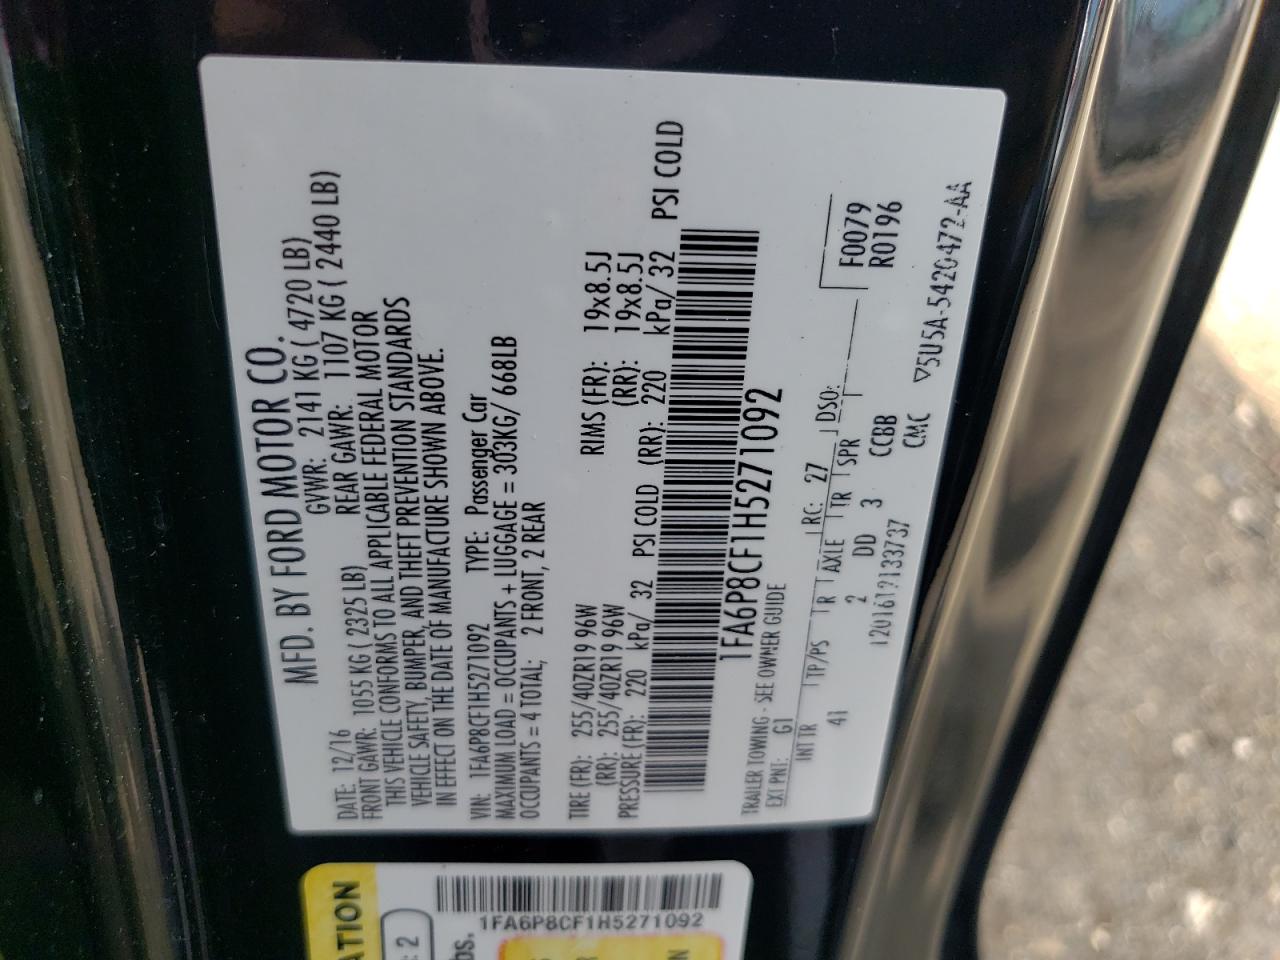 MFD. BY FORD MOTOR CO.
DATE: 12/16 GVWR: 2141 KG ( 4720 LB)
FRONT GAWR: 1055 KG ( 2325 LB) REAR GAWR: 1107 KG ( 2440 LB)
THIS VEHICLE CONFORMS TO ALL APPLICABLE FEDERAL MOTOR
VEHICLE SAFETY, BUMPER, AND THEFT PREVENTION STANDARDS
IN EFFECT ON THE DATE OF MANUFACTURE SHOWN ABOVE.
VIN: 1FA6P8CF1H5271092 TYPE: Passenger Car
MAXIMUM LOAD = OCCUPANTS + LUGGAGE = 303KG/ 668LB
OCCUPANTS = 4 TOTAL; 2 FRONT, 2 REAR
TIRE (FR): 255/40ZR19 96W RIMS (FR): 19x8.5J
(RR): 255/40ZR19 96W (RR): 19x8.5J
PRESSURE (FR): 220 kPa/ 32 PSI COLD (RR): 220 kPa/ 32 PSI COLD
1FA6P8CF1H5271092
TRAILER TOWING - SEE OWNER GUIDE
EXT PNT: G1 RC: 27 DSO: F0079
INT TR TP/PS R AXLE TR SPR R0196
41 2 DD 3 CCBB
1201612133737 CMC ▽5U5A-5420472-AA
ATION
: 2
bs.
1FA6P8CF1H5271092
R
N